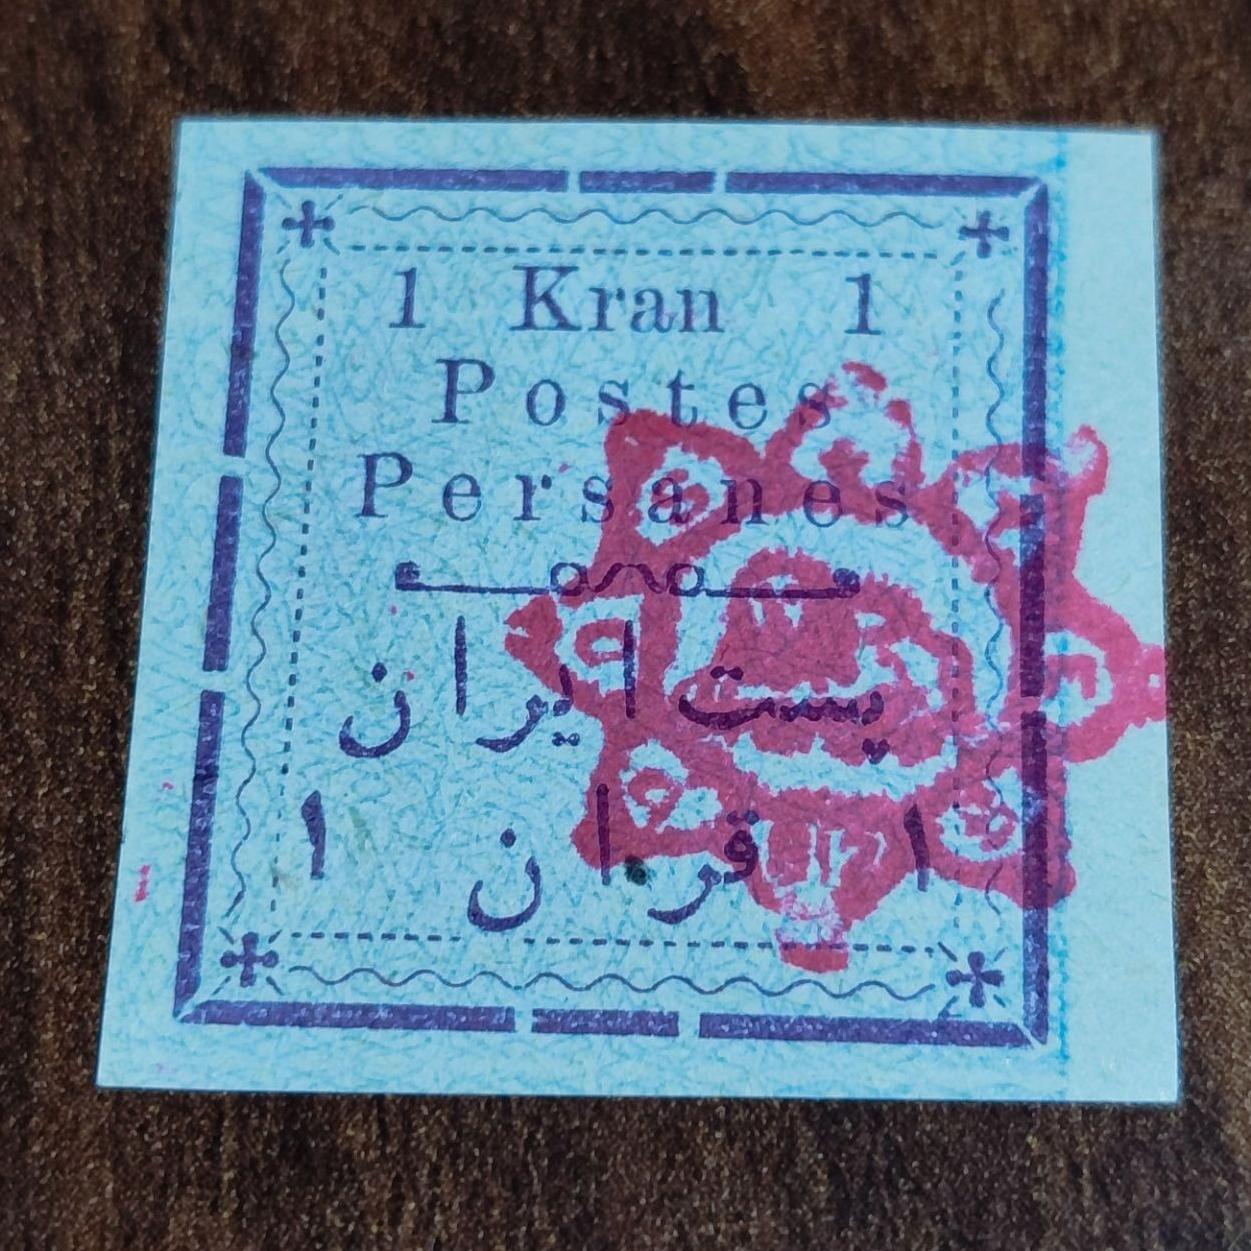 1 Kran 1
Postes
Persanes
پست ایران
۱ قران ۱